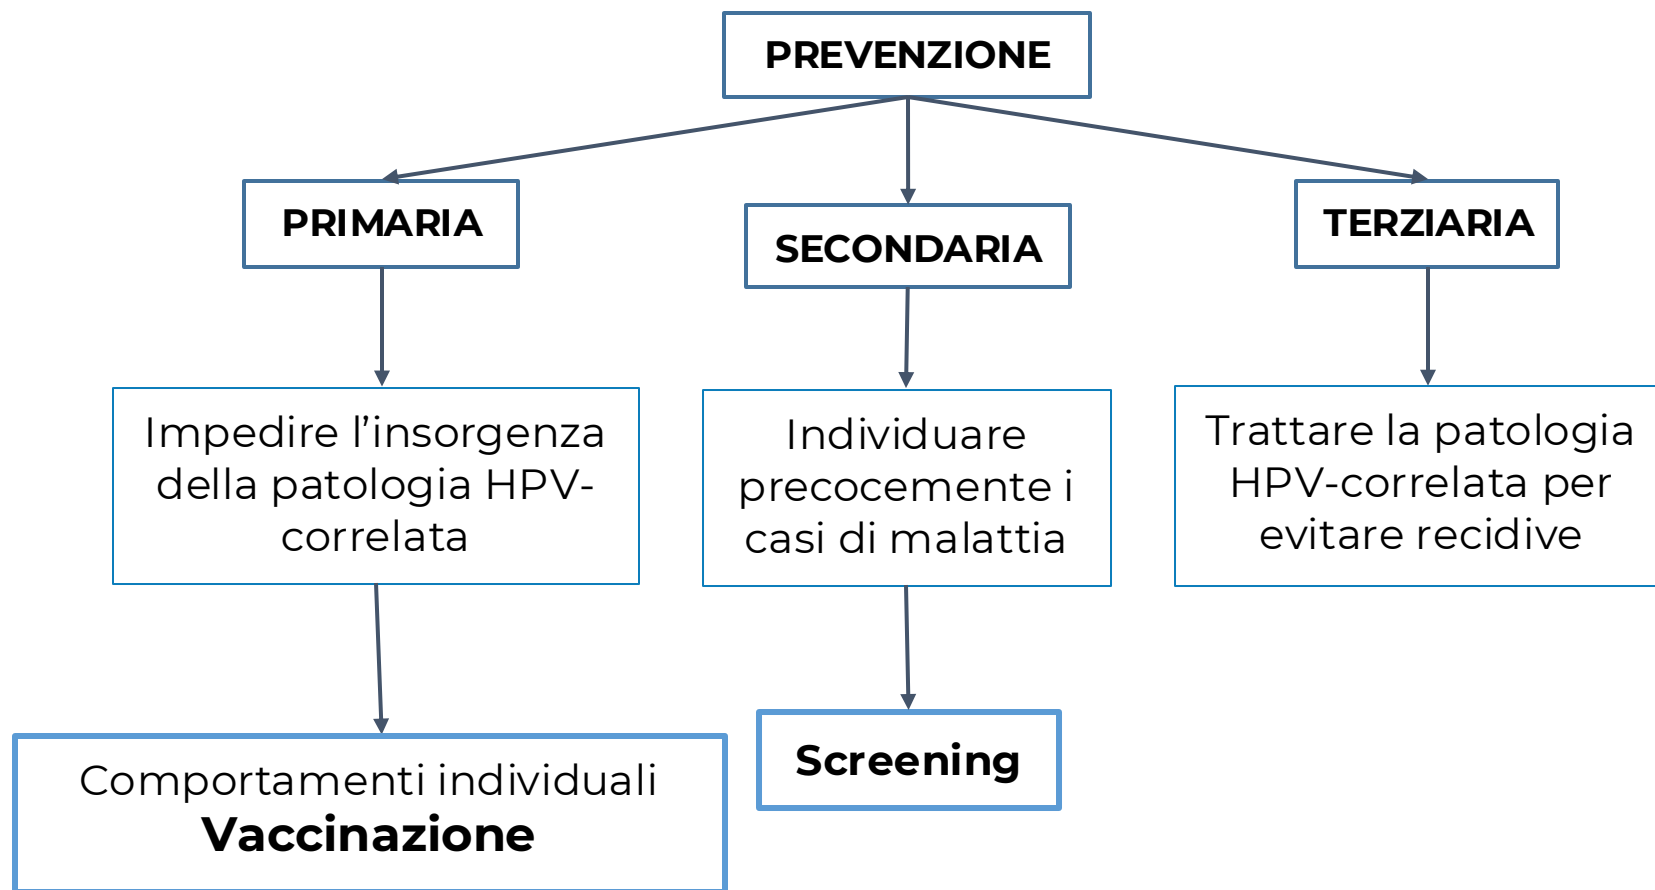 PREVENZIONE
PRIMARIA
SECONDARIA
TERZIARIA
Impedire l’insorgenza
della patologia HPV-
correlata
Individuare
precocemente i
casi di malattia
Trattare la patologia
HPV-correlata per
evitare recidive
Comportamenti individuali
Vaccinazione
Screening